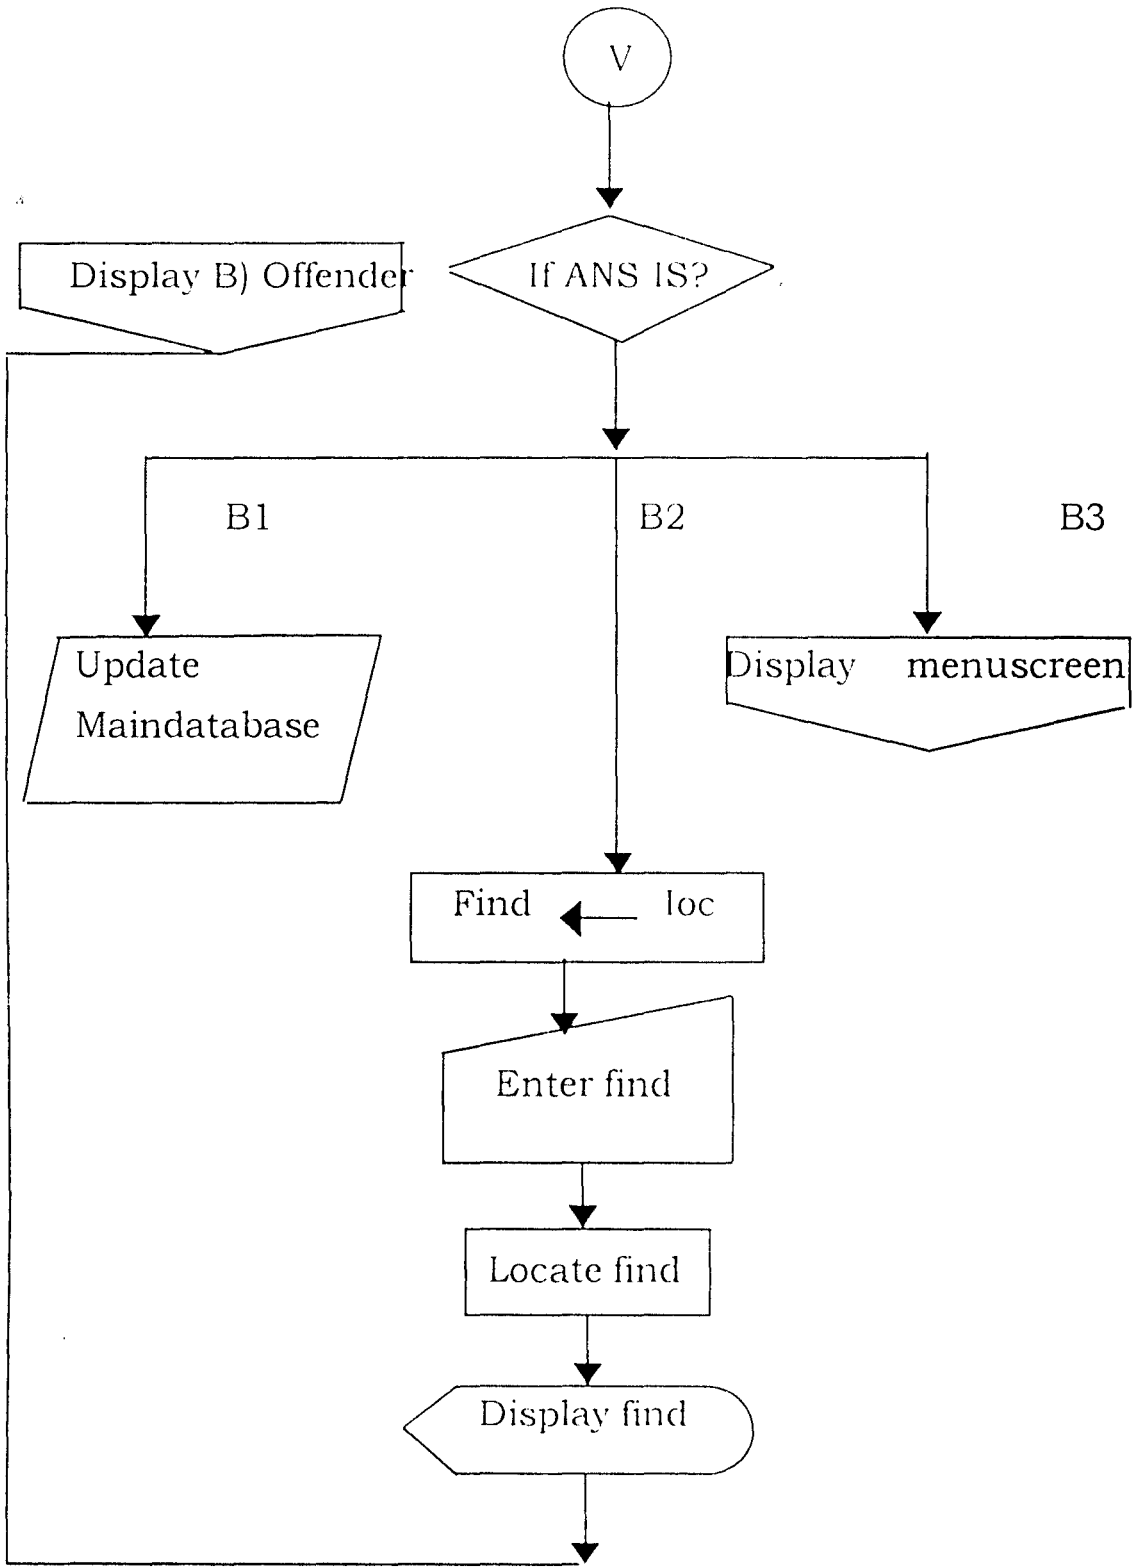 V
Display B) Offender
If ANS IS?
B1
B2
B3
Update
Maindatabase
Display menuscreen
Find loc
Enter find
Locate find
Display find